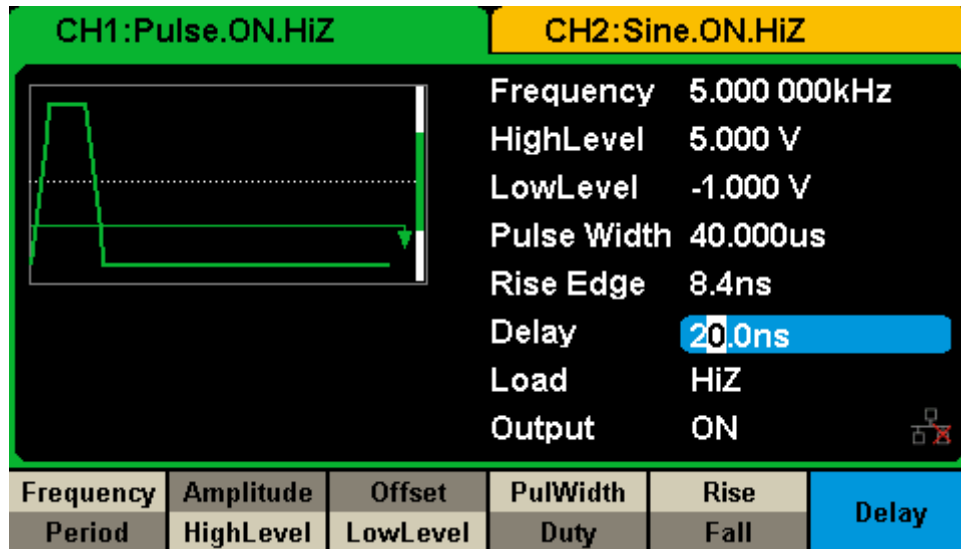 CH1:Pulse.ON.HiZ CH2:Sine.ON.HiZ
Frequency 5.000 000kHz
HighLevel 5.000 V
LowLevel -1.000 V
Pulse Width 40.000us
Rise Edge 8.4ns
Delay 20.0ns
Load HiZ
Output ON
Frequency Amplitude Offset PulWidth Rise Delay
Period HighLevel LowLevel Duty Fall